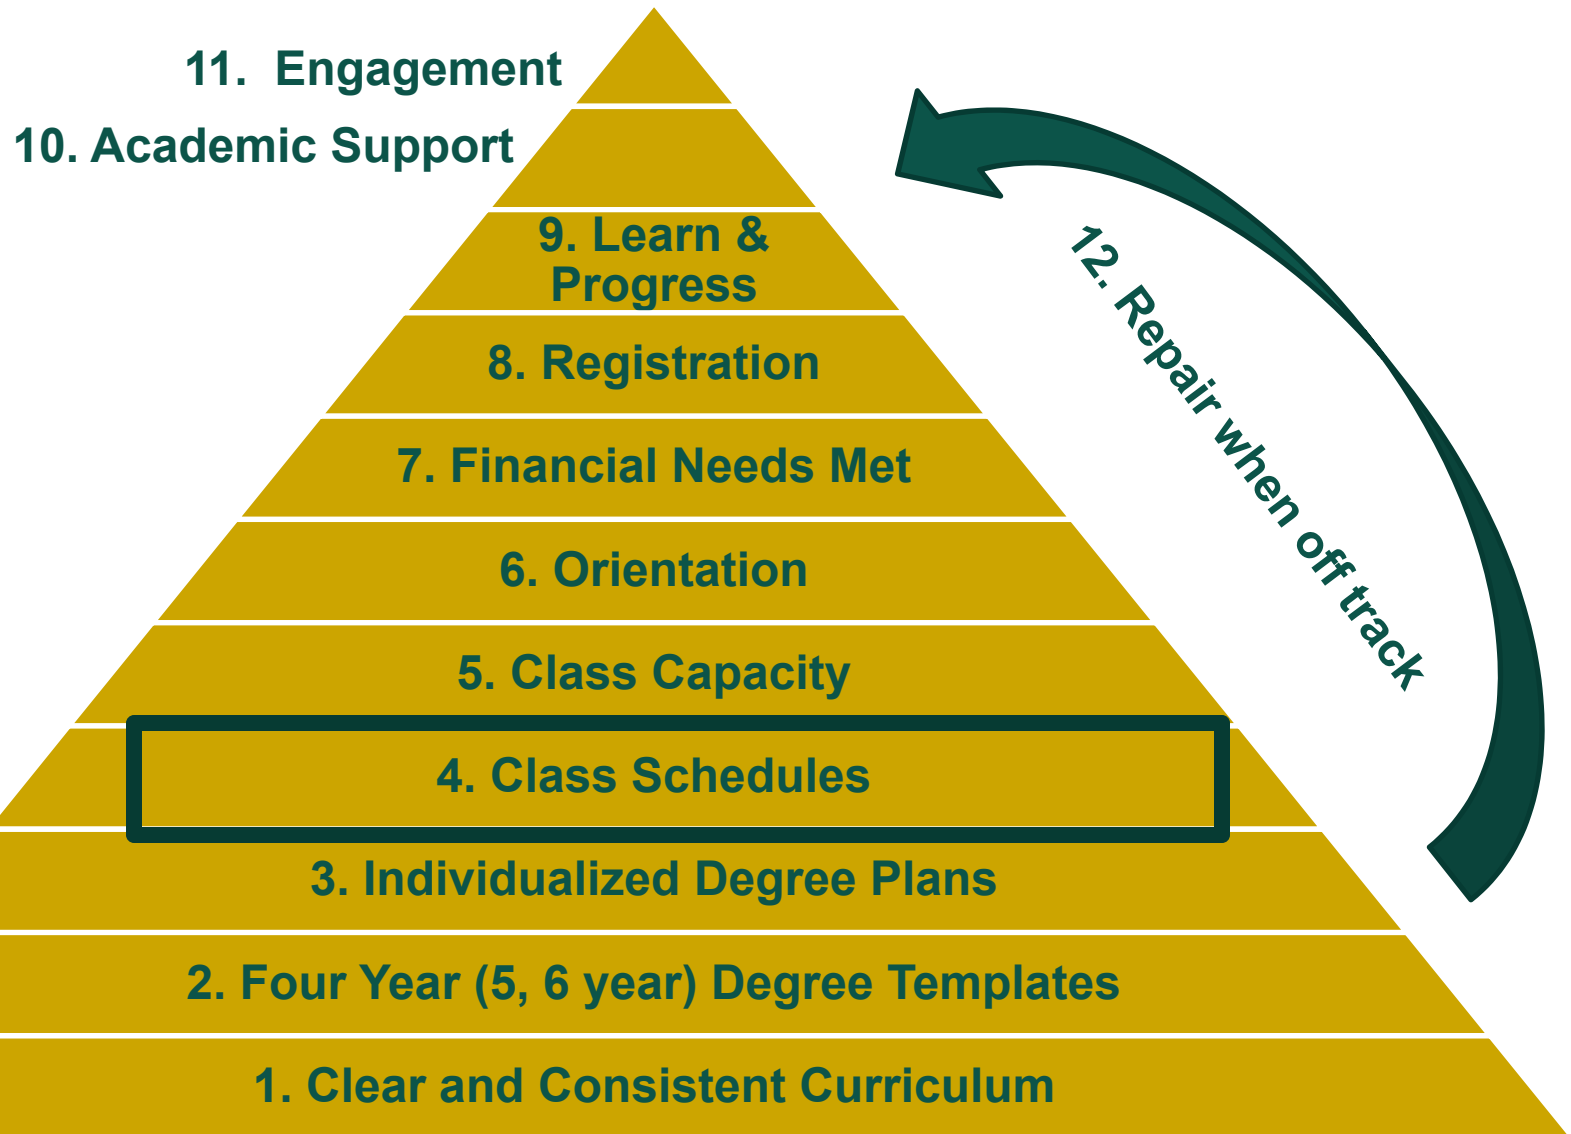 11. Engagement
10. Academic Support
9. Learn &
Progress
8. Registration
7. Financial Needs Met
6. Orientation
5. Class Capacity
4. Class Schedules
3. Individualized Degree Plans
2. Four Year (5, 6 year) Degree Templates
1. Clear and Consistent Curriculum
12. Repair when off track